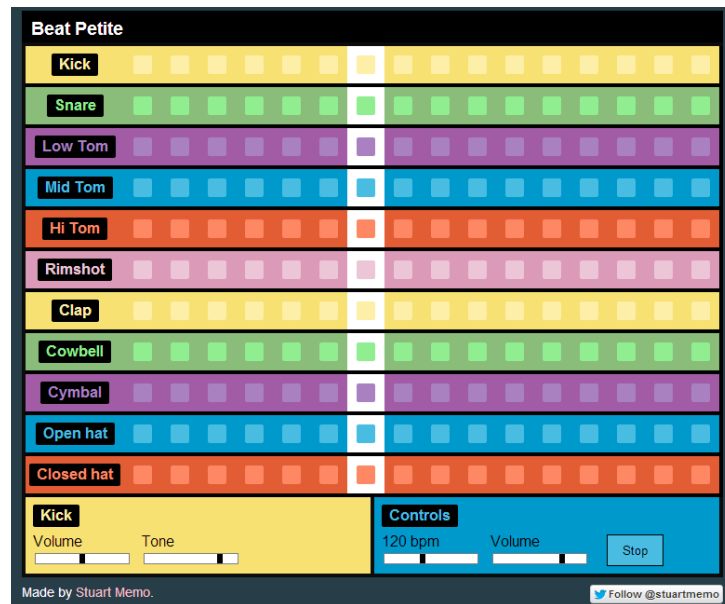 Beat Petite
Kick
Snare
Low Tom
Mid Tom
Hi Tom
Rimshot
Clap
Cowbell
Cymbal
Open hat
Closed hat
Kick
Volume Tone
Controls
120 bpm Volume Stop
Made by Stuart Memo.
Follow @stuartmemo